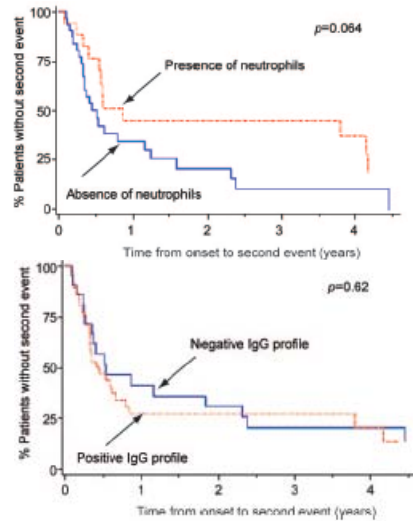 % Patients without second event
100
75
50
25
0
p=0.064
Presence of neutrophils
Absence of neutrophils
0
1
2
3
4
Time from onset to second event (years)
% Patients without second event
100
75
50
25
0
p=0.62
Negative IgG profile
Positive IgG profile
0
1
2
3
4
Time from onset to second event (years)